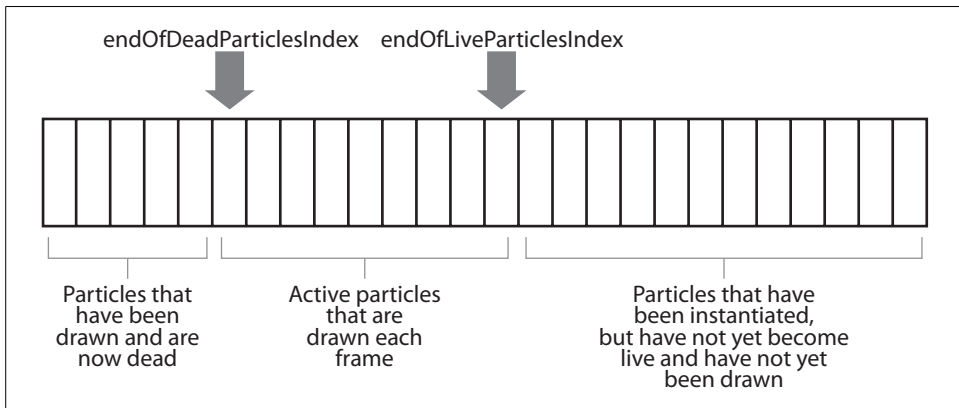 endOfDeadParticlesIndex endOfLiveParticlesIndex
Particles that
have been
drawn and are
now dead
Active particles
that are
drawn each
frame
Particles that have
been instantiated,
but have not yet become
live and have not yet
been drawn